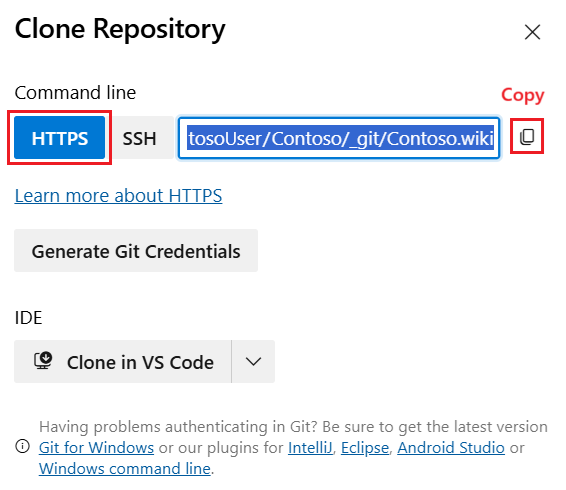 Clone Repository
Command line
Copy
HTTPS
SSH
tosoUser/Contoso/_git/Contoso.wiki
Learn more about HTTPS
Generate Git Credentials
IDE
Clone in VS Code
Having problems authenticating in Git? Be sure to get the latest version
Git for Windows or our plugins for IntelliJ, Eclipse, Android Studio or
Windows command line.